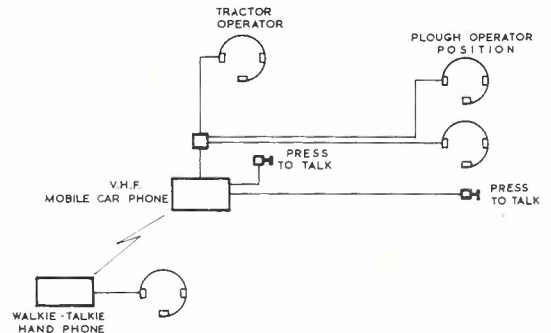 TRACTOR
OPERATOR
PLOUGH OPERATOR
POSITION
PRESS
TO TALK
V.H.F.
MOBILE CAR PHONE
PRESS
TO TALK
WALKIE-TALKIE
HAND PHONE